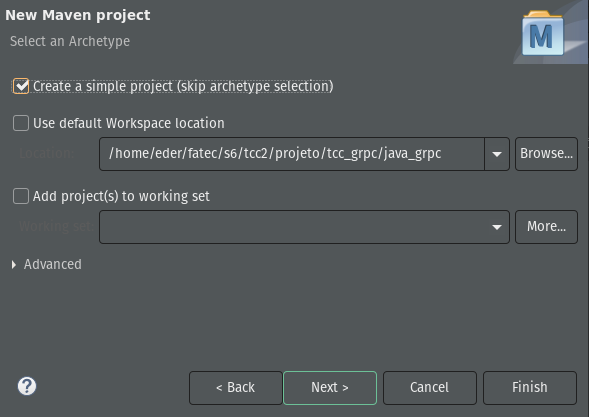 New Maven project
Select an Archetype
M
Create a simple project (skip archetype selection)
Use default Workspace location
Location: /home/eder/fatec/s6/tcc2/projeto/tcc_grpc/java_grpc Browse...
Add project(s) to working set
Working set: More...
Advanced
? < Back Next > Cancel Finish